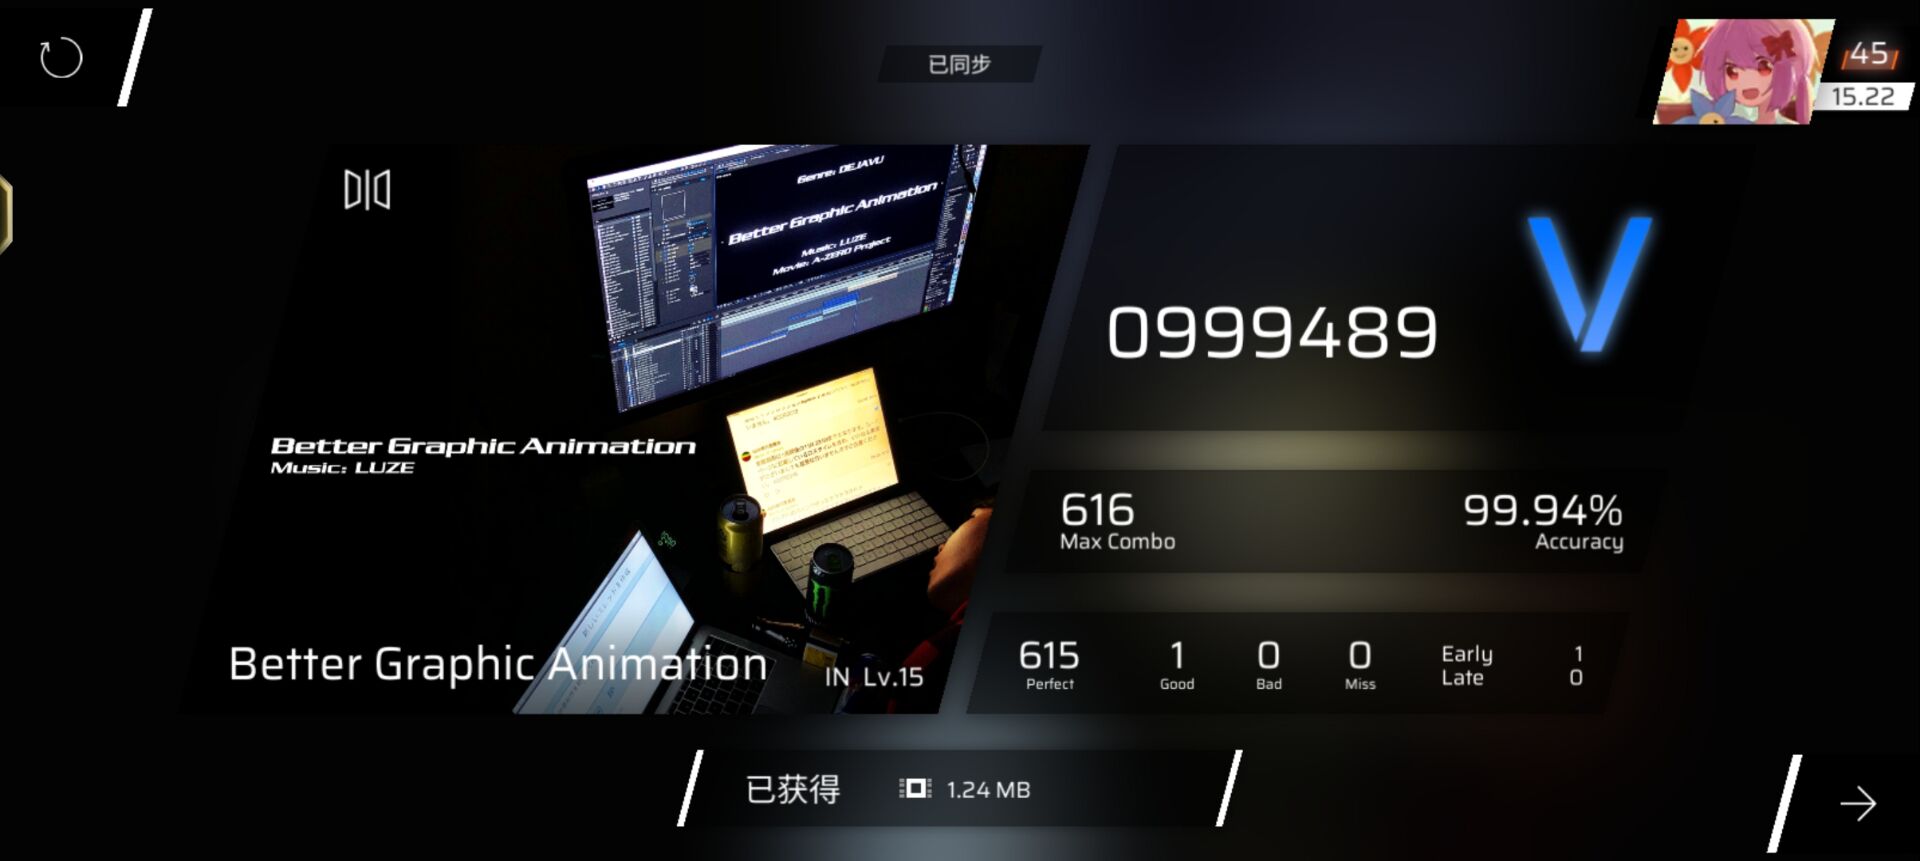 已同步
45
15.22
Genre: DEJAVU
Better Graphic Animation
Music: LUZE
Movie: A-ZERO Project
Better Graphic Animation
Music: LUZE
Better Graphic Animation
IN Lv.15
0999489
616
Max Combo
99.94%
Accuracy
615
Perfect
1
Good
0
Bad
0
Miss
Early 1
Late 0
已获得
1.24 MB